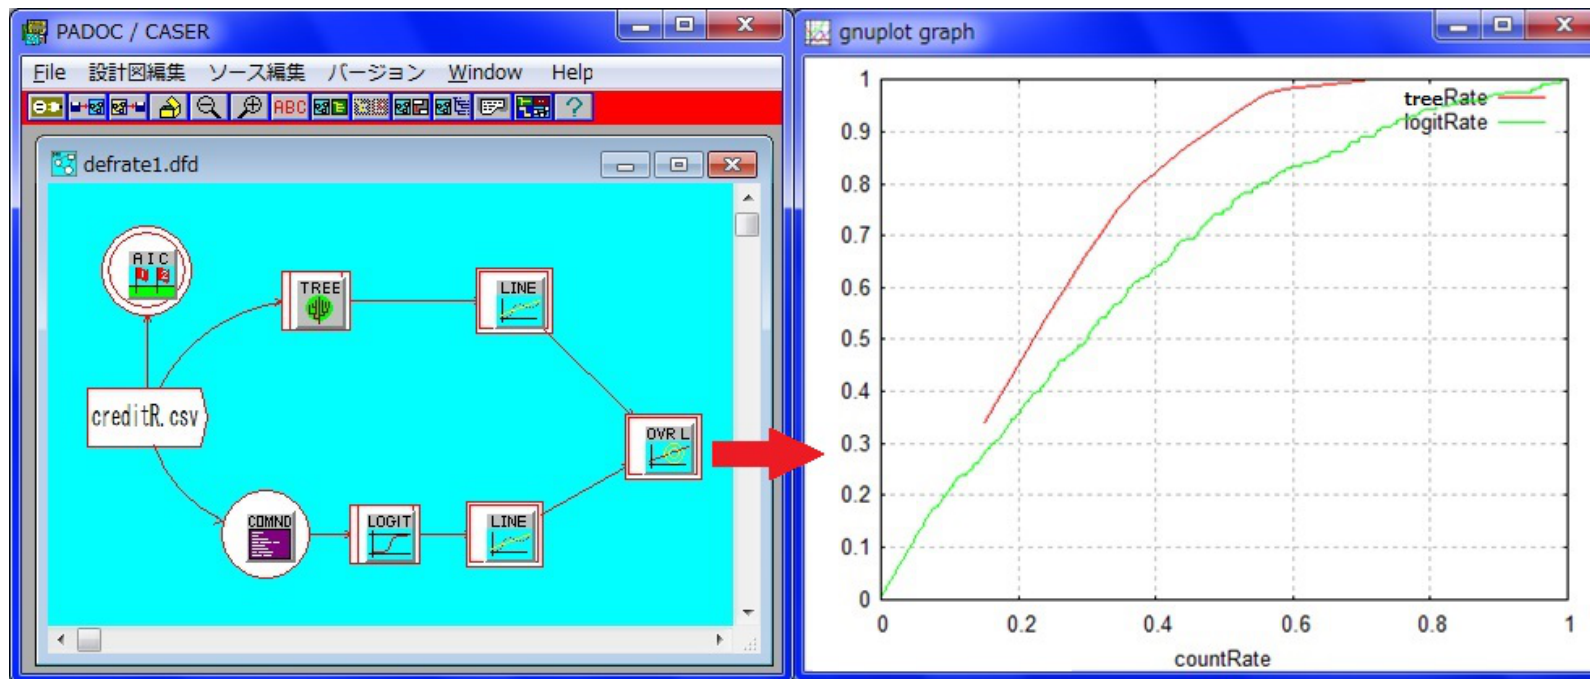 PADOC / CASER
File 設計図編集 ソース編集 バージョン Window Help
ABC
defrate1.dfd
AIC
1 2
TREE
LINE
creditR.csv
OVR L
COMND
LOGIT
LINE
gnuplot graph
treeRate
logitRate
1
0.9
0.8
0.7
0.6
0.5
0.4
0.3
0.2
0.1
0
0 0.2 0.4 0.6 0.8 1
countRate